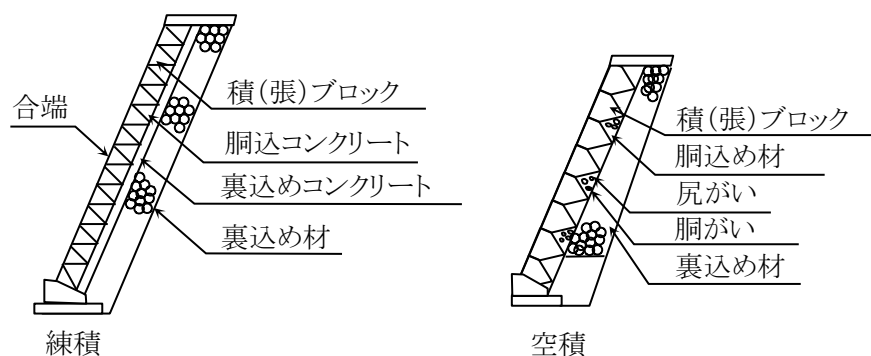 合端
積(張)ブロック
胴込コンクリート
裏込めコンクリート
裏込め材
練積
積(張)ブロック
胴込め材
尻がい
胴がい
裏込め材
空積